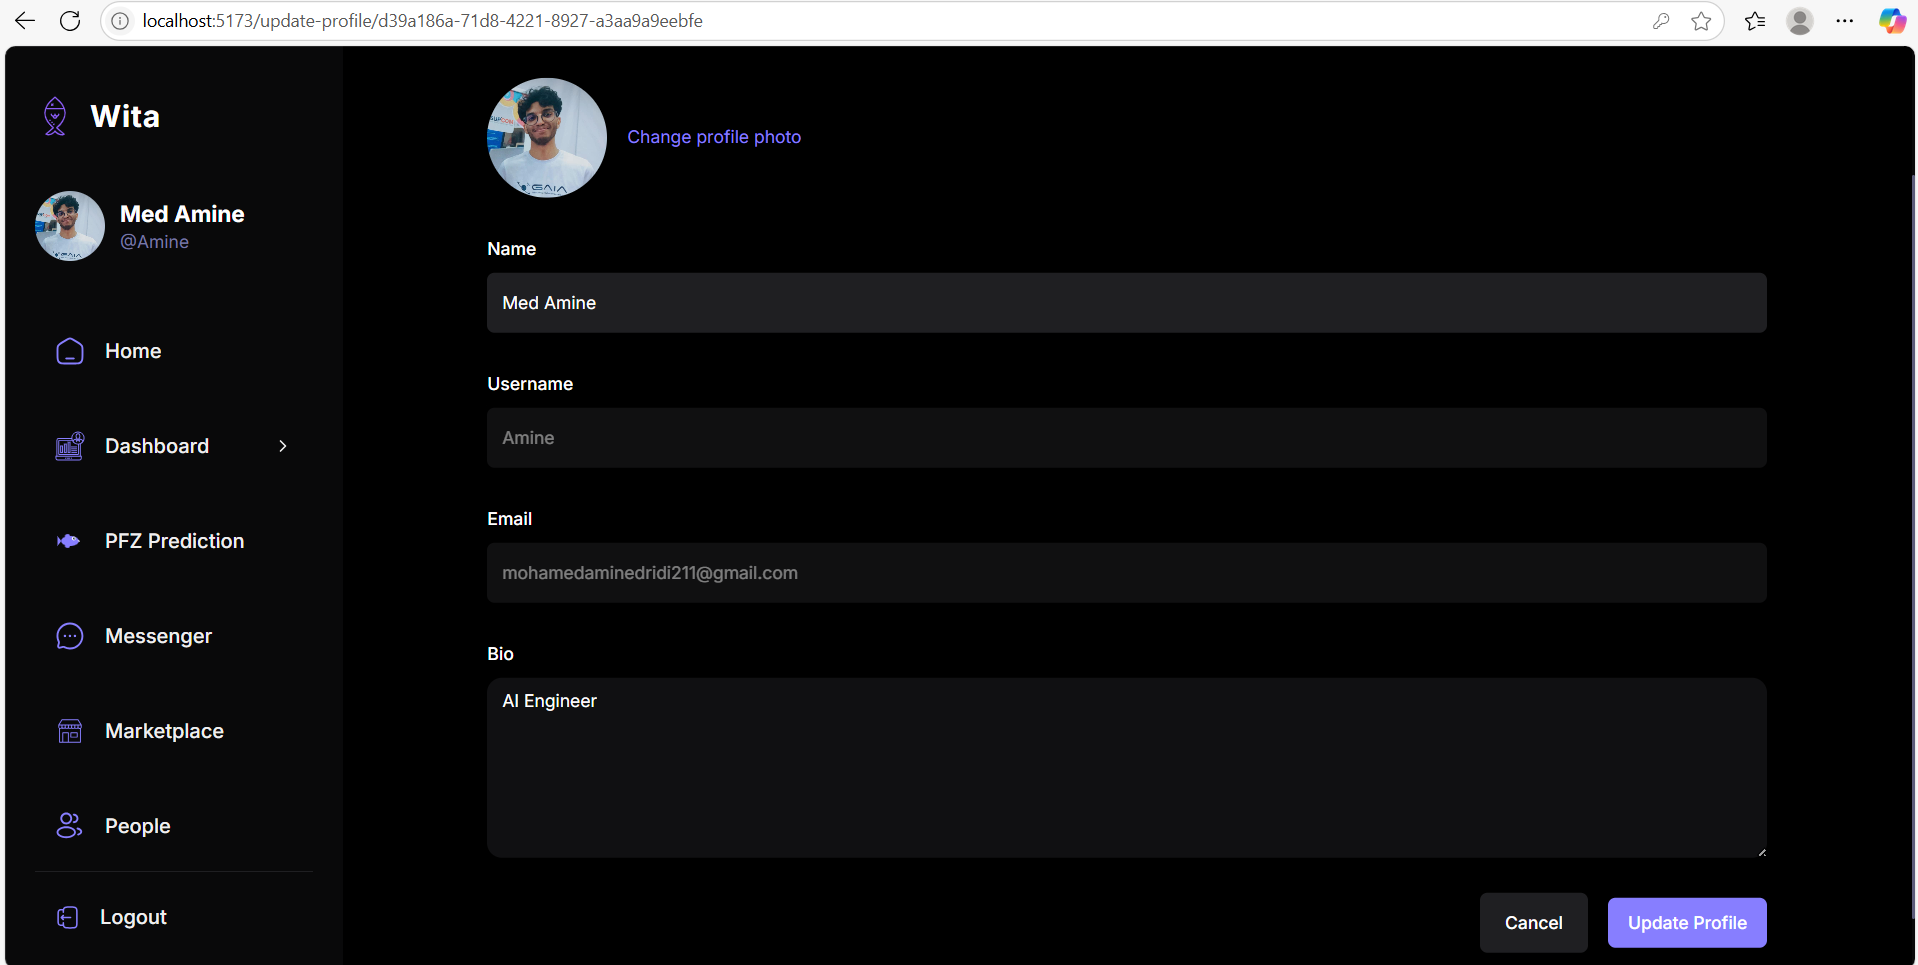 localhost:5173/update-profile/d39a186a-71d8-4221-8927-a3aa9a9eebfe
Wita
Med Amine
@Amine
Home
Dashboard
PFZ Prediction
Messenger
Marketplace
People
Logout
Change profile photo
Name
Med Amine
Username
Amine
Email
mohamedaminedridi211@gmail.com
Bio
AI Engineer
Cancel
Update Profile